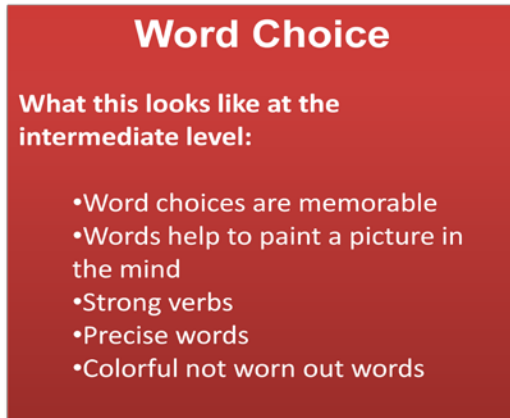 Word Choice
What this looks like at the
intermediate level:
•Word choices are memorable
•Words help to paint a picture in
the mind
•Strong verbs
•Precise words
•Colorful not worn out words